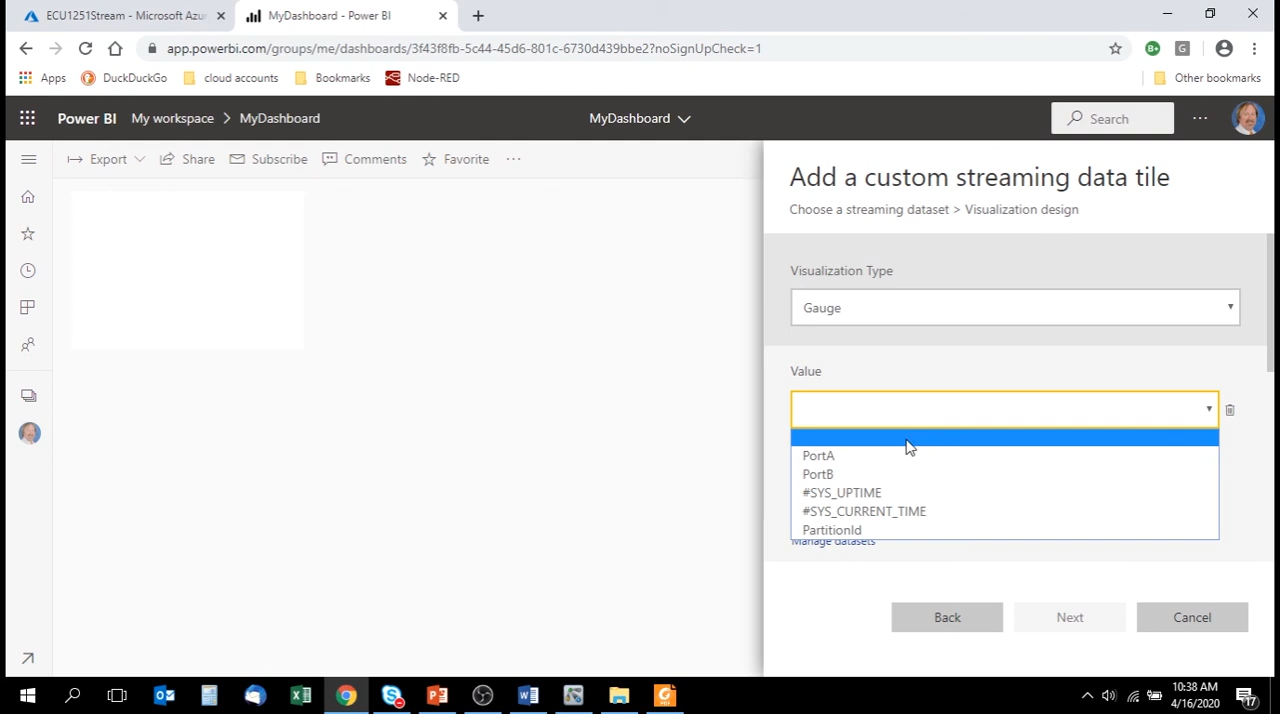 ECU1251Stream - Microsoft Azur
MyDashboard - Power BI
app.powerbi.com/groups/me/dashboards/3f43f8fb-5c44-45d6-801c-6730d439bbe2?noSignUpCheck=1
Apps DuckDuckGo cloud accounts Bookmarks Node-RED Other bookmarks
Power BI My workspace > MyDashboard MyDashboard Search
Export Share Subscribe Comments Favorite
Add a custom streaming data tile
Choose a streaming dataset > Visualization design
Visualization Type
Gauge
Value
PortA
PortB
#SYS_UPTIME
#SYS_CURRENT_TIME
PartitionId
Manage datasets
Back Next Cancel
10:38 AM
4/16/2020
17